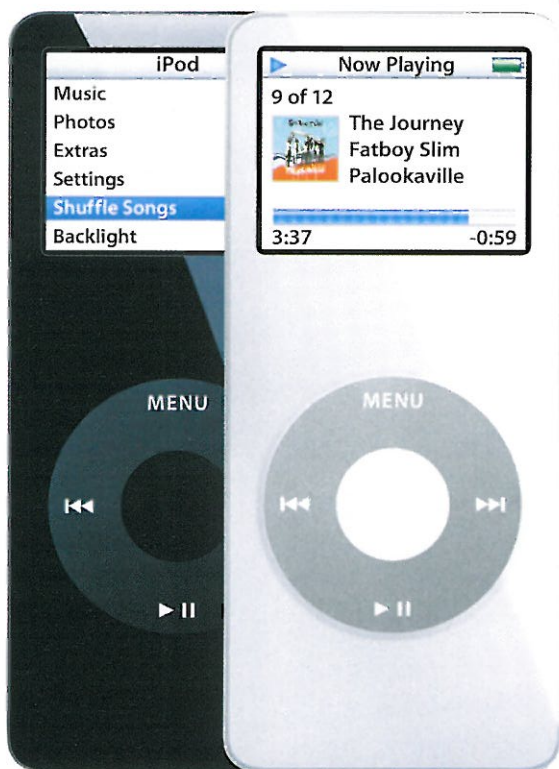 iPod
Music
Photos
Extras
Settings
Shuffle Songs
Backlight
MENU
Now Playing
9 of 12
The Journey
Fatboy Slim
Palookaville
3:37 -0:59
MENU